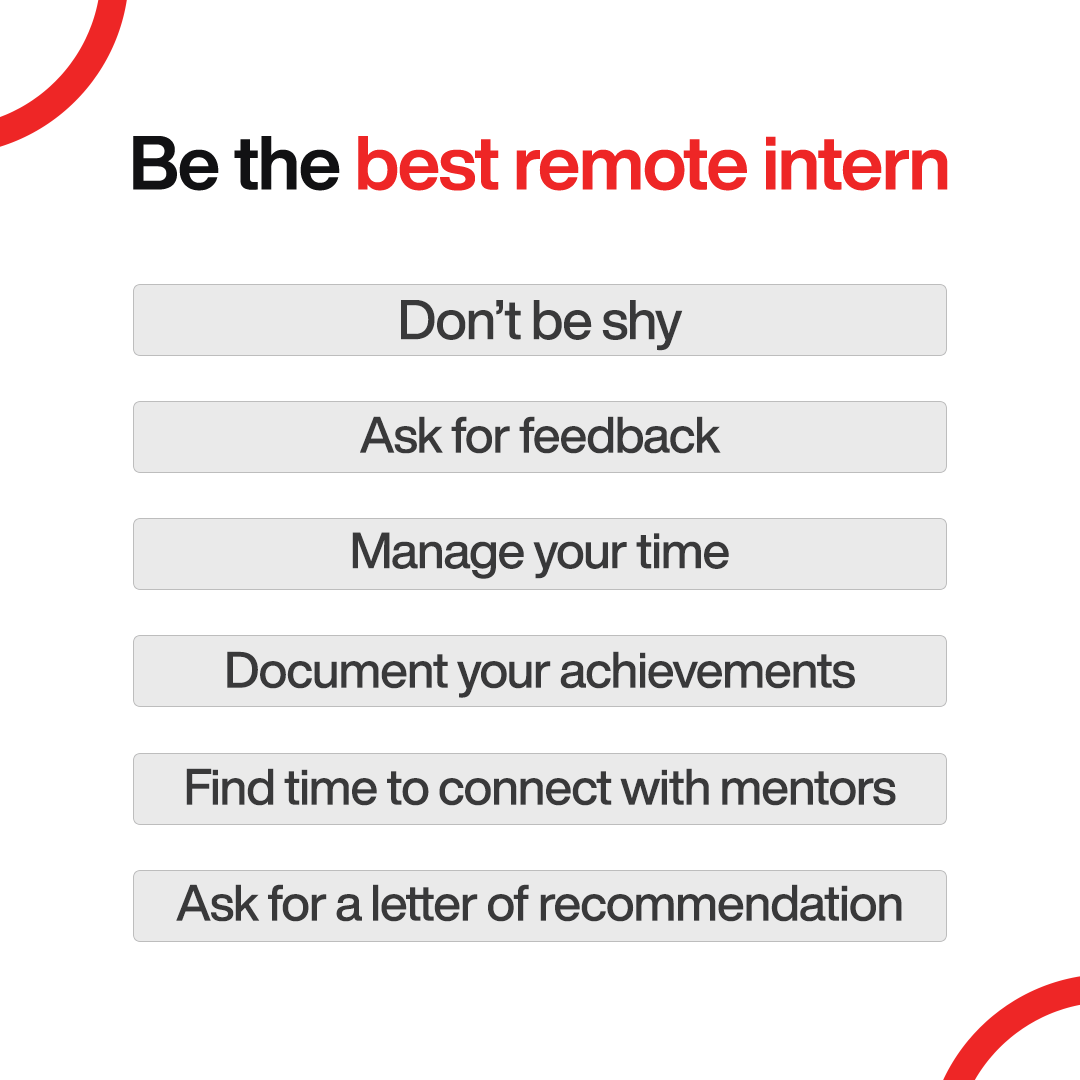 Be the best remote intern
Don’t be shy
Ask for feedback
Manage your time
Document your achievements
Find time to connect with mentors
Ask for a letter of recommendation